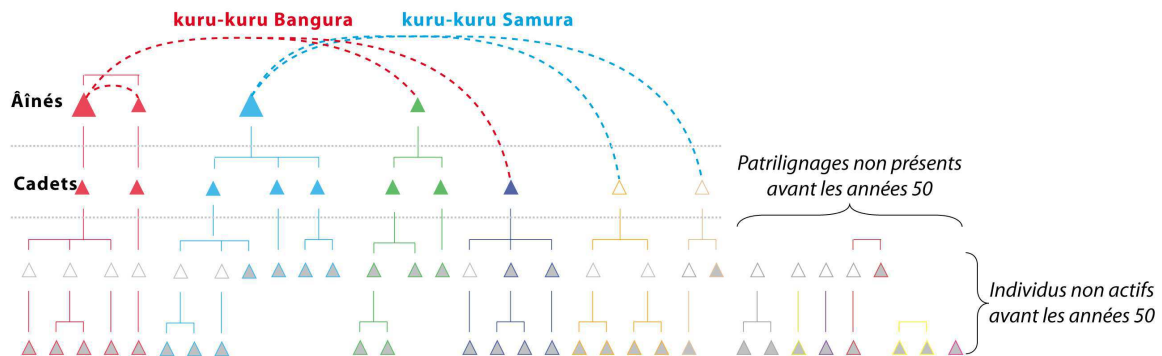 kuru-kuru Bangura
kuru-kuru Samura
Âînés
Cadets
Patrilignages non présents
avant les années 50
Individus non actifs
avant les années 50